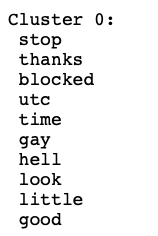 Cluster 0:
stop
thanks
blocked
utc
time
gay
hell
look
little
good